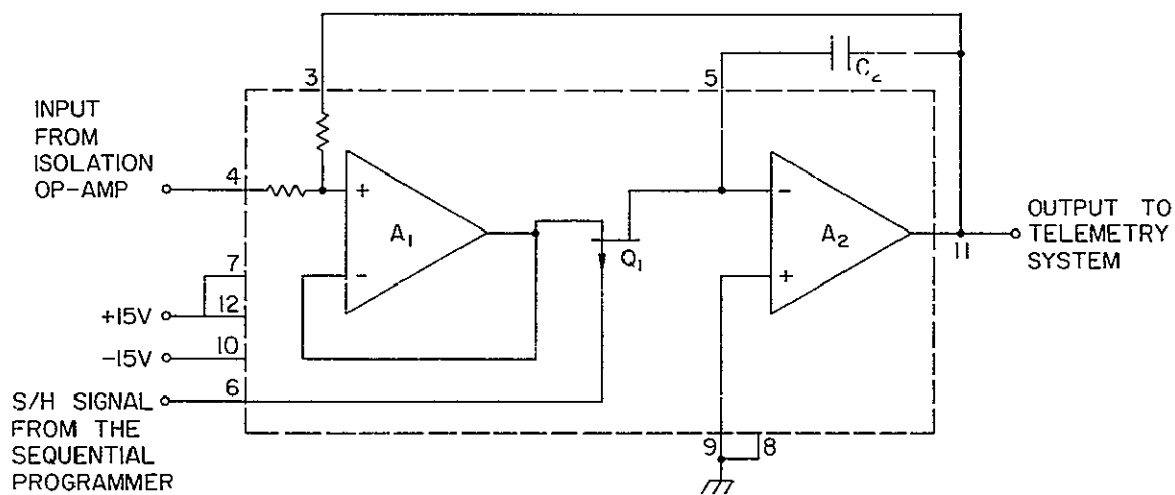 3
5
C2
INPUT
FROM
ISOLATION
OP-AMP
4
+
A1
-
Q1
-
A2
+
11
OUTPUT TO
TELEMETRY
SYSTEM
7
+15V
12
-15V
10
S/H SIGNAL
FROM THE
SEQUENTIAL
PROGRAMMER
6
9
8